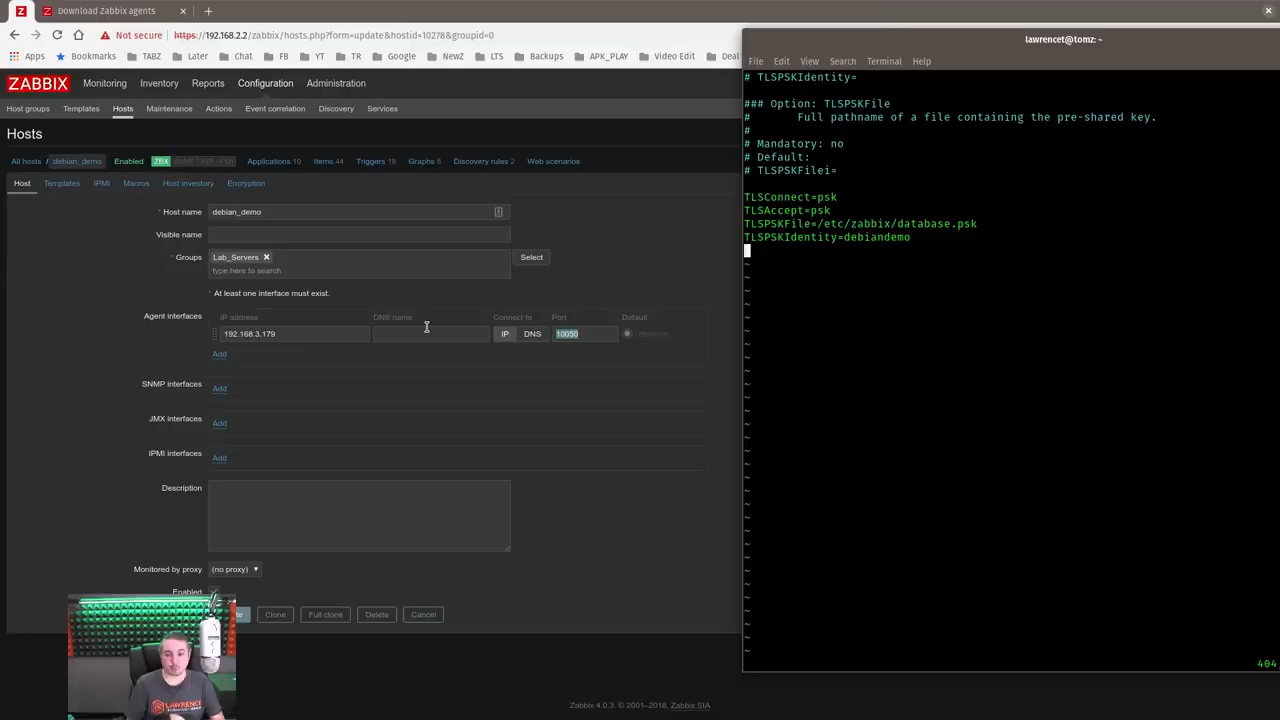 Download Zabbix agents
Not secure https://192.168.2.2/zabbix/hosts.php?form=update&hostid=10278&groupid=0
Apps Bookmarks TABZ Later Chat FB YT TR Google NewZ LTS Backups APK_PLAY Video Edit Deal
ZABBIX Monitoring Inventory Reports Configuration Administration
Host groups Templates Hosts Maintenance Actions Event correlation Discovery Services
Hosts
All hosts / debian_demo Enabled ZBX SNMP JMX IPMI Applications 10 Items 44 Triggers 19 Graphs 8 Discovery rules 2 Web scenarios
Host Templates IPMI Macros Host inventory Encryption
* Host name debian_demo
Visible name
* Groups Lab_Servers
type here to search
Select
* At least one interface must exist.
Agent interfaces IP address DNS name Connect to Port Default
192.168.3.179 IP DNS 10050 Remove
Add
SNMP interfaces Add
JMX interfaces Add
IPMI interfaces Add
Description
Monitored by proxy (no proxy)
Enabled
Clone Full clone Delete Cancel
LAWRENCE
Zabbix 4.0.3. © 2001–2018, Zabbix SIA
lawrencet@tomz: ~
File Edit View Search Terminal Help
# TLSPSKIdentity=
### Option: TLSPSKFile
# Full pathname of a file containing the pre-shared key.
#
# Mandatory: no
# Default:
# TLSPSKFilei=
TLSConnect=psk
TLSAccept=psk
TLSPSKFile=/etc/zabbix/database.psk
TLSPSKIdentity=debiandemo
404